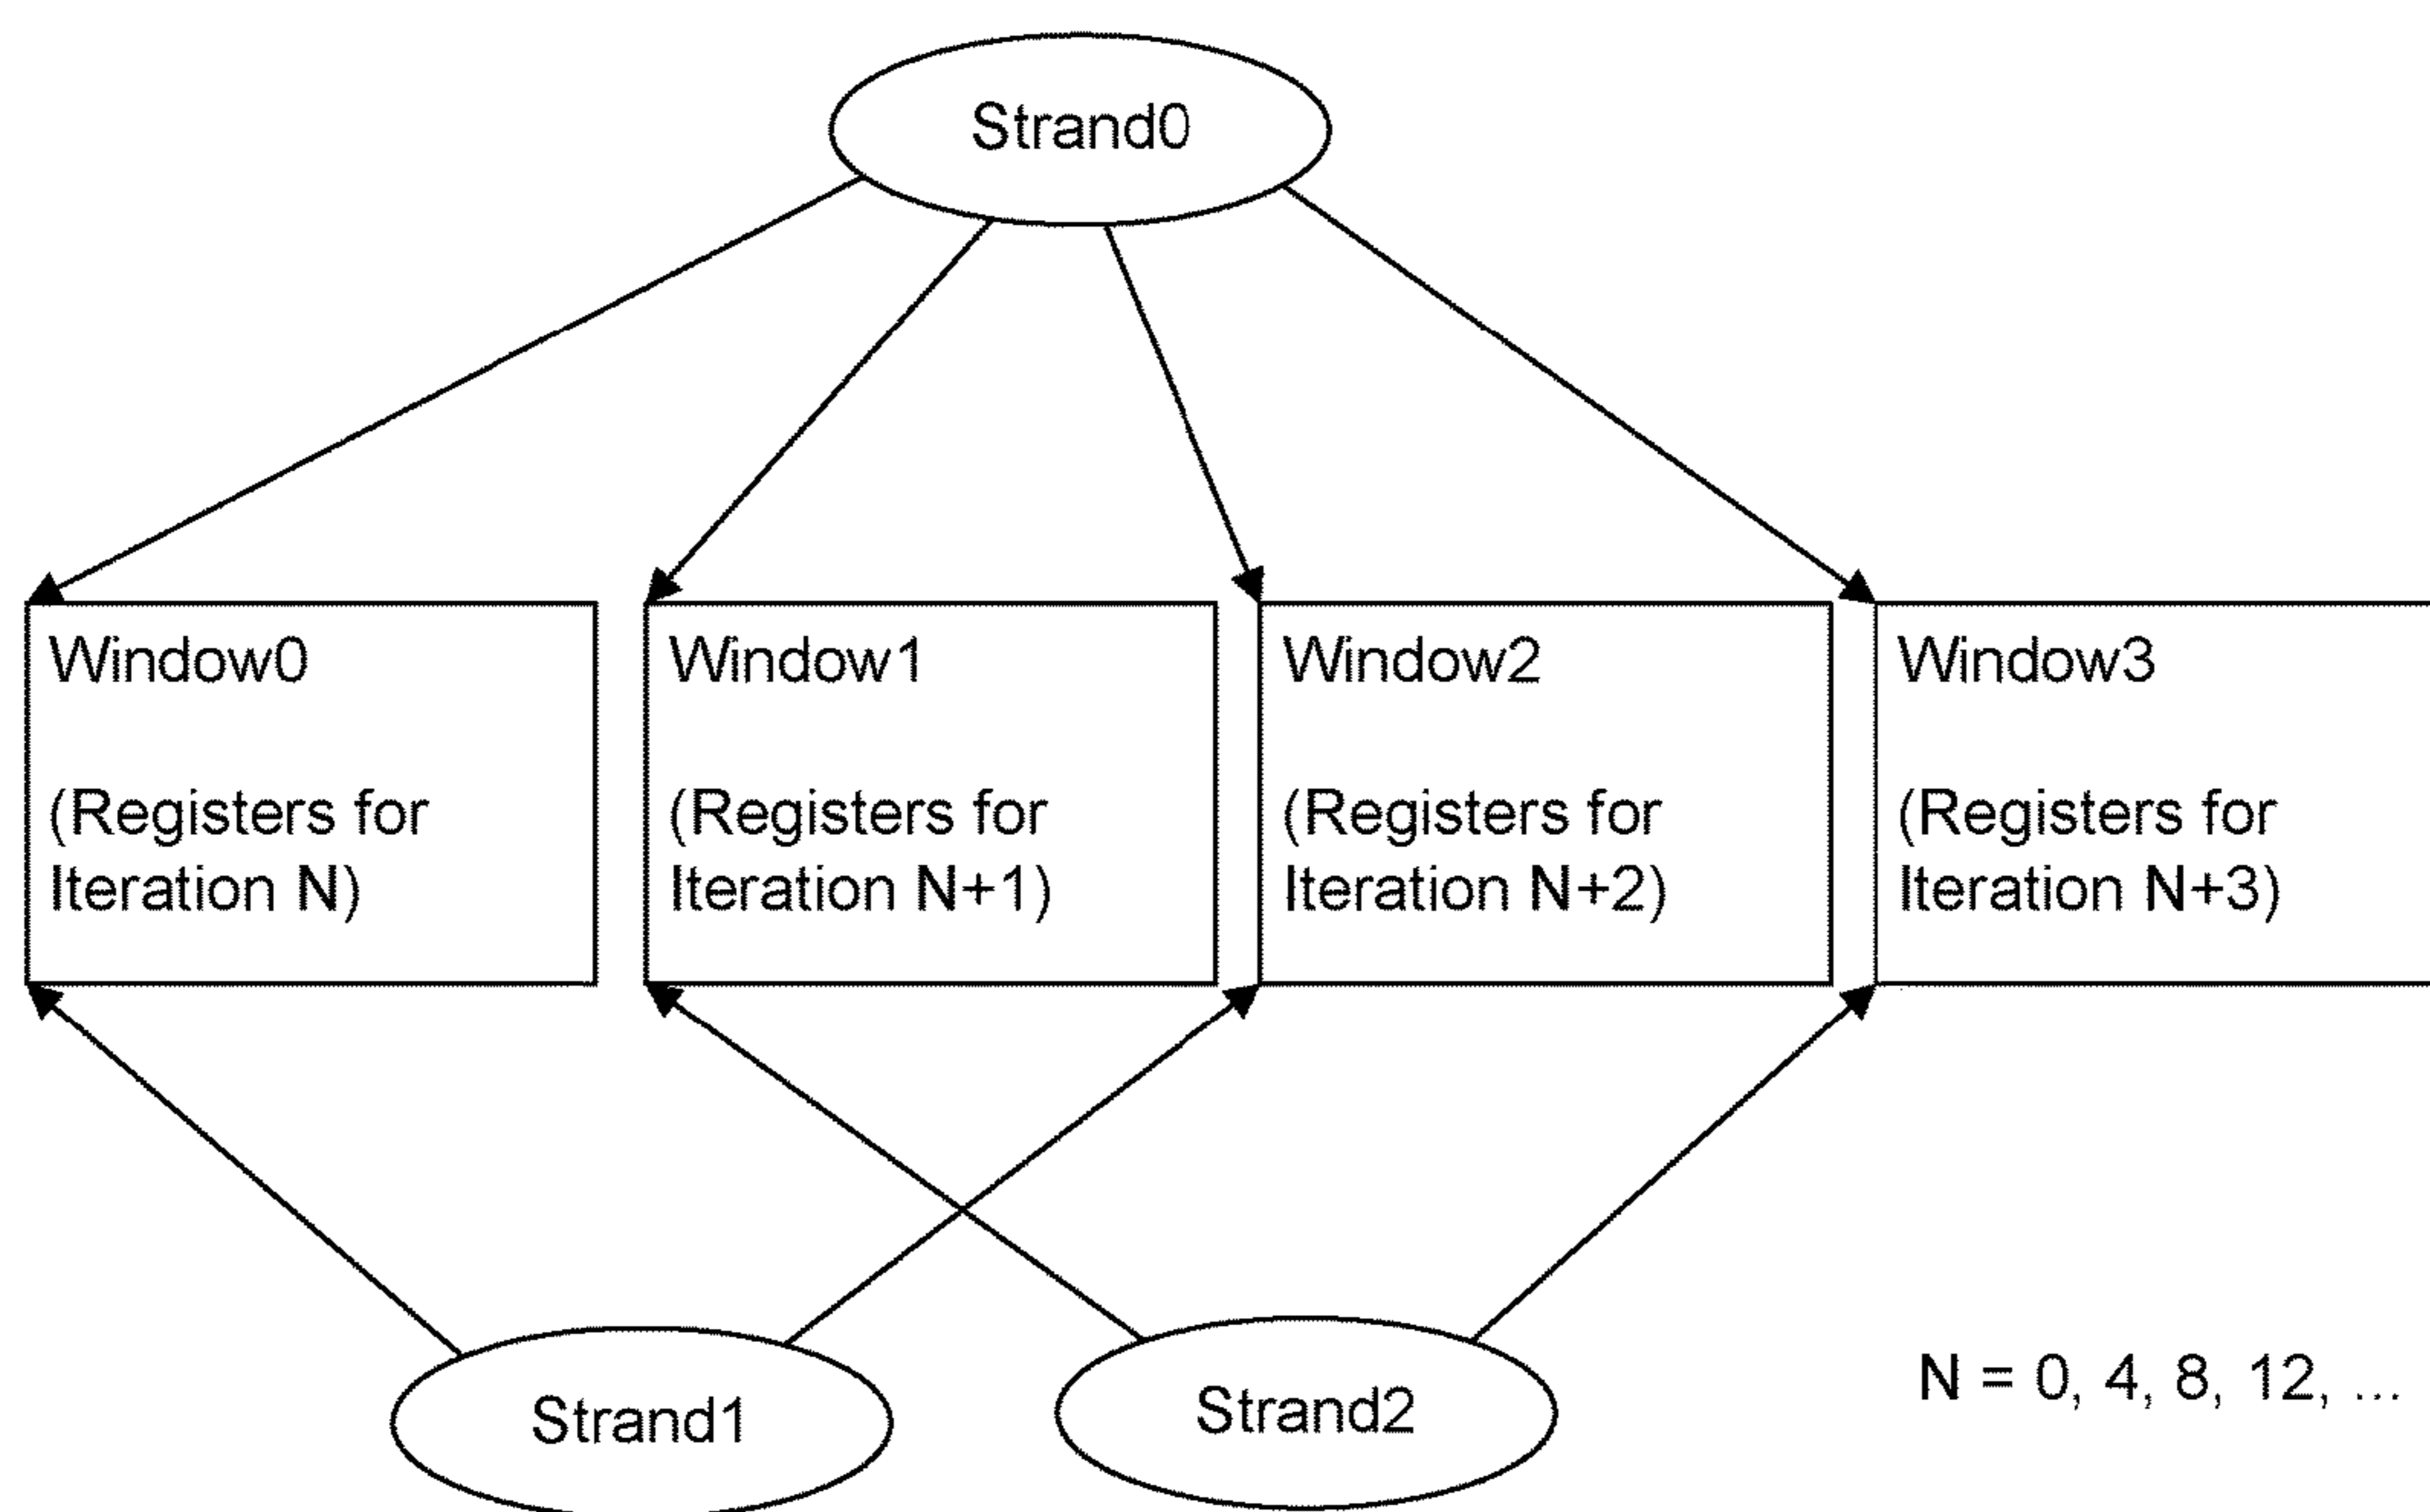 Strand0
Window0
(Registers for
Iteration N)
Window1
(Registers for
Iteration N+1)
Window2
(Registers for
Iteration N+2)
Window3
(Registers for
Iteration N+3)
Strand1
Strand2
N = 0, 4, 8, 12, ...